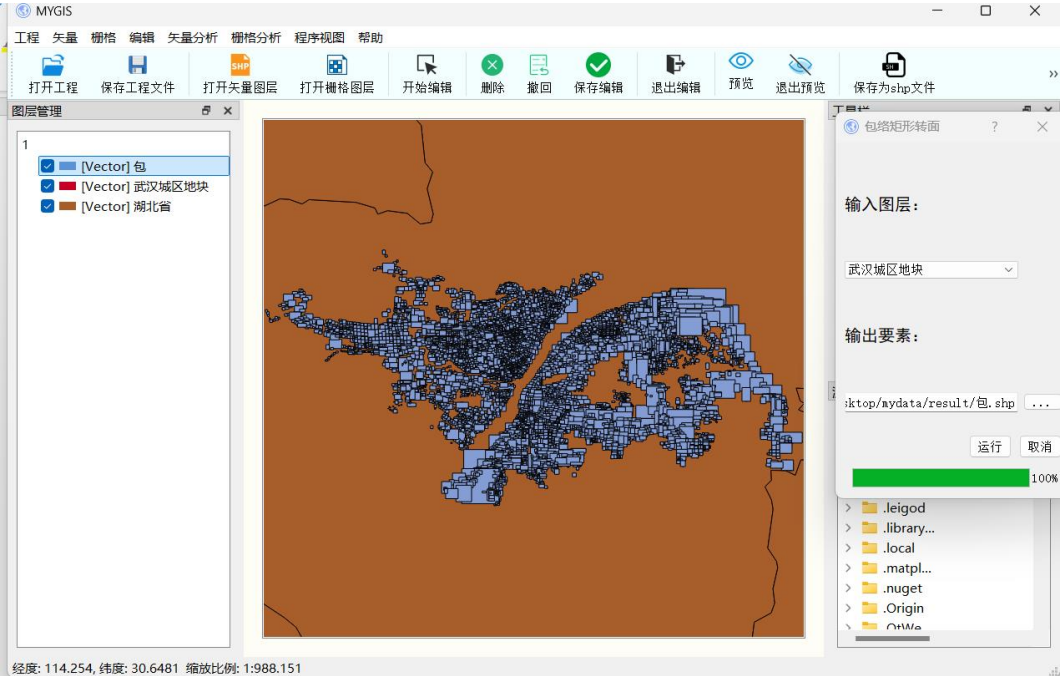 MYGIS
工程 矢量 栅格 编辑 矢量分析 栅格分析 程序视图 帮助
SHP
SH
打开工程 保存工程文件 打开矢量图层 打开栅格图层 开始编辑 删除 撤回 保存编辑 退出编辑 预览 退出预览 保存为shp文件 »
图层管理
工具栏
1
[Vector] 包
[Vector] 武汉城区地块
[Vector] 湖北省
包络矩形转面 ?
输入图层：
武汉城区地块
输出要素：
sktop/mydata/result/包.shp ...
运行 取消
100%
.leigod
.library...
.local
.matpl...
.nuget
.Origin
经度: 114.254, 纬度: 30.6481 缩放比例: 1:988.151